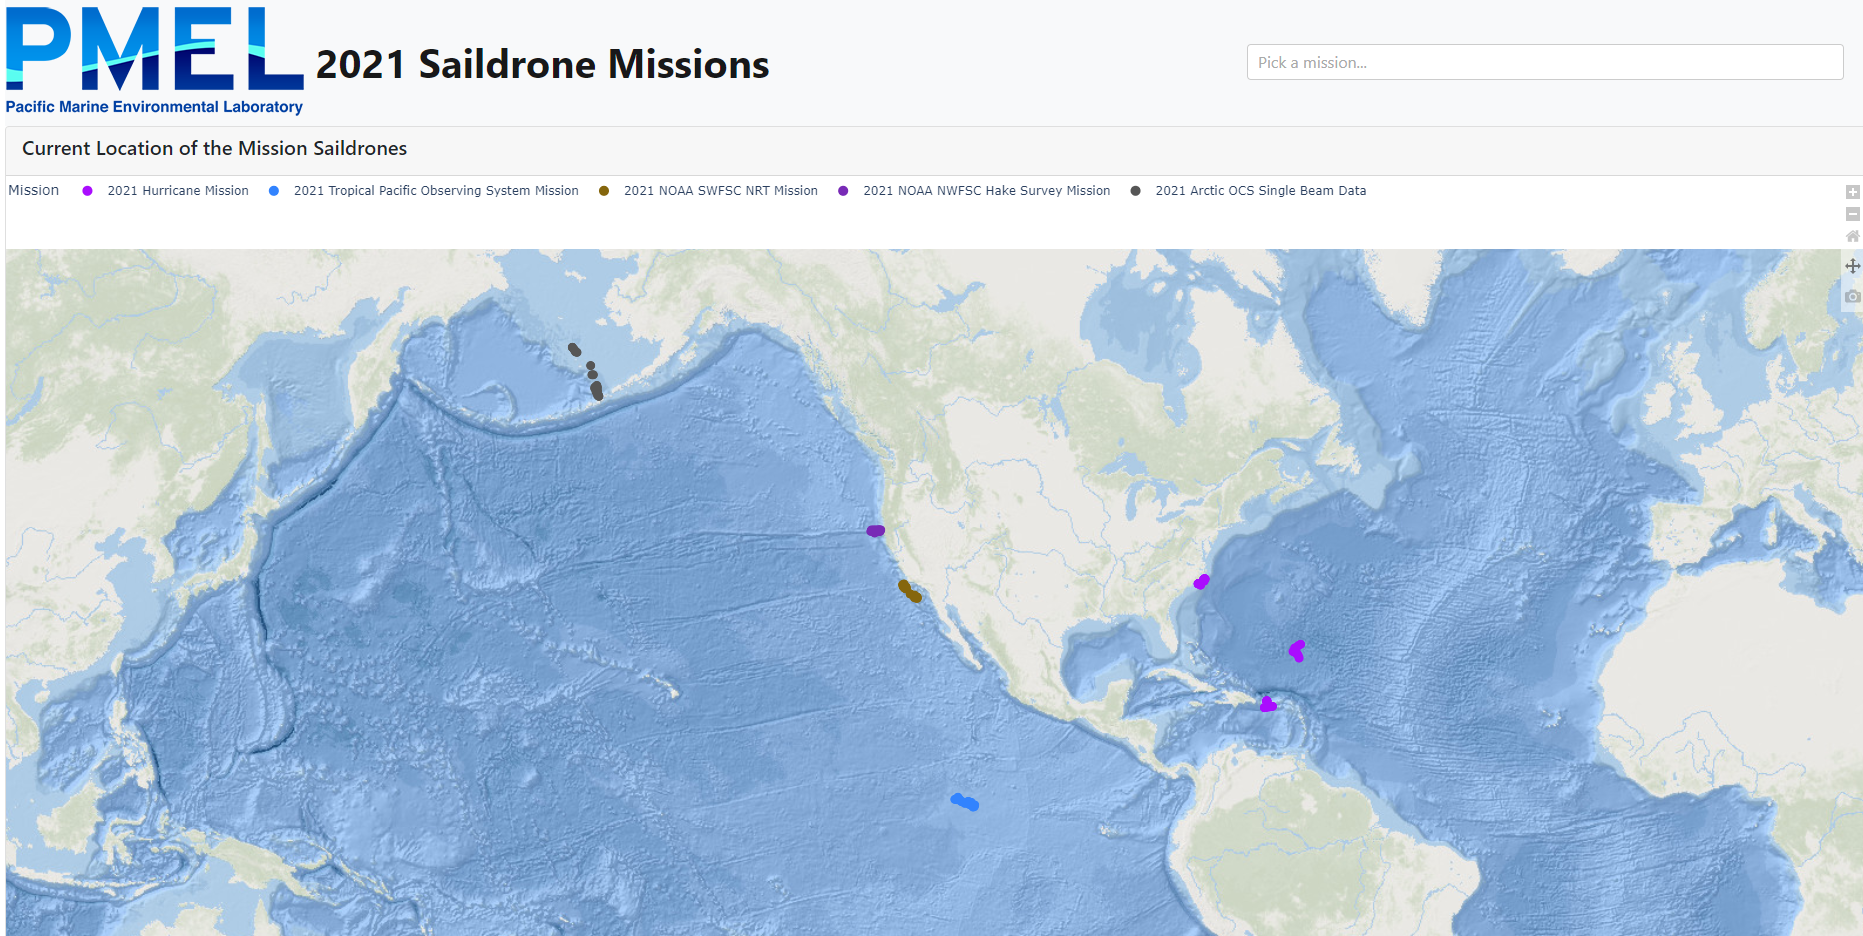 PMEL
Pacific Marine Environmental Laboratory
2021 Saildrone Missions
Pick a mission...
Current Location of the Mission Saildrones
Mission 2021 Hurricane Mission 2021 Tropical Pacific Observing System Mission 2021 NOAA SWFSC NRT Mission 2021 NOAA NWFSC Hake Survey Mission 2021 Arctic OCS Single Beam Data